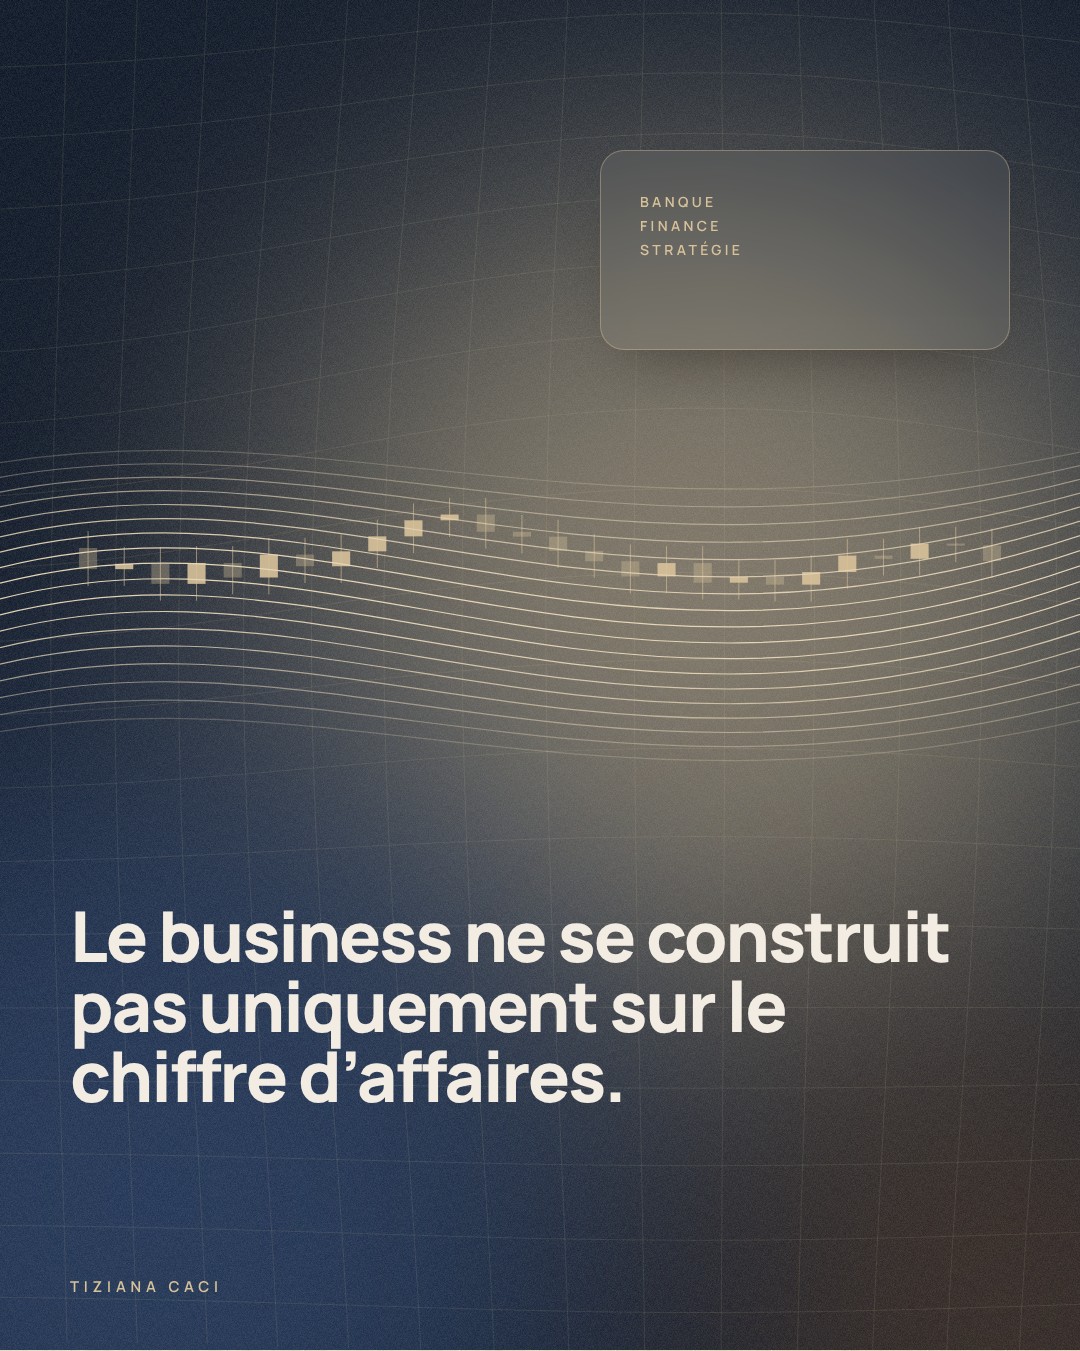 BANQUE
FINANCE
STRATÉGIE
Le business ne se construit
pas uniquement sur le
chiffre d’affaires.
TIZIANA CACI